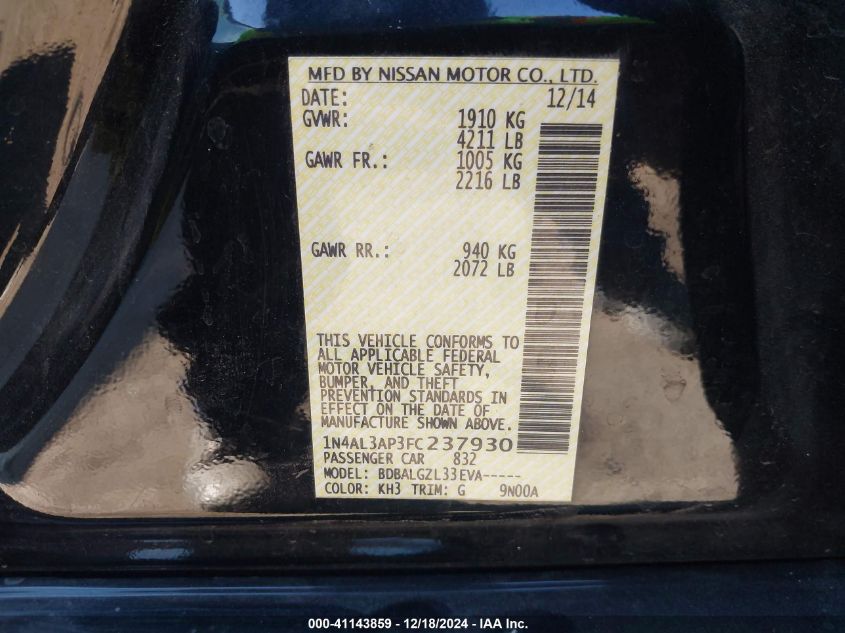 MFD BY NISSAN MOTOR CO., LTD.
DATE: 12/14
GVWR: 1910 KG
4211 LB
GAWR FR.: 1005 KG
2216 LB
GAWR RR.: 940 KG
2072 LB
THIS VEHICLE CONFORMS TO
ALL APPLICABLE FEDERAL
MOTOR VEHICLE SAFETY,
BUMPER, AND THEFT
PREVENTION STANDARDS IN
EFFECT ON THE DATE OF
MANUFACTURE SHOWN ABOVE.
1N4AL3AP3FC237930
PASSENGER CAR 832
MODEL: BDBALGZL33EVA-----
COLOR: KH3 TRIM: G 9N00A
000-41143859 - 12/18/2024 - IAA Inc.